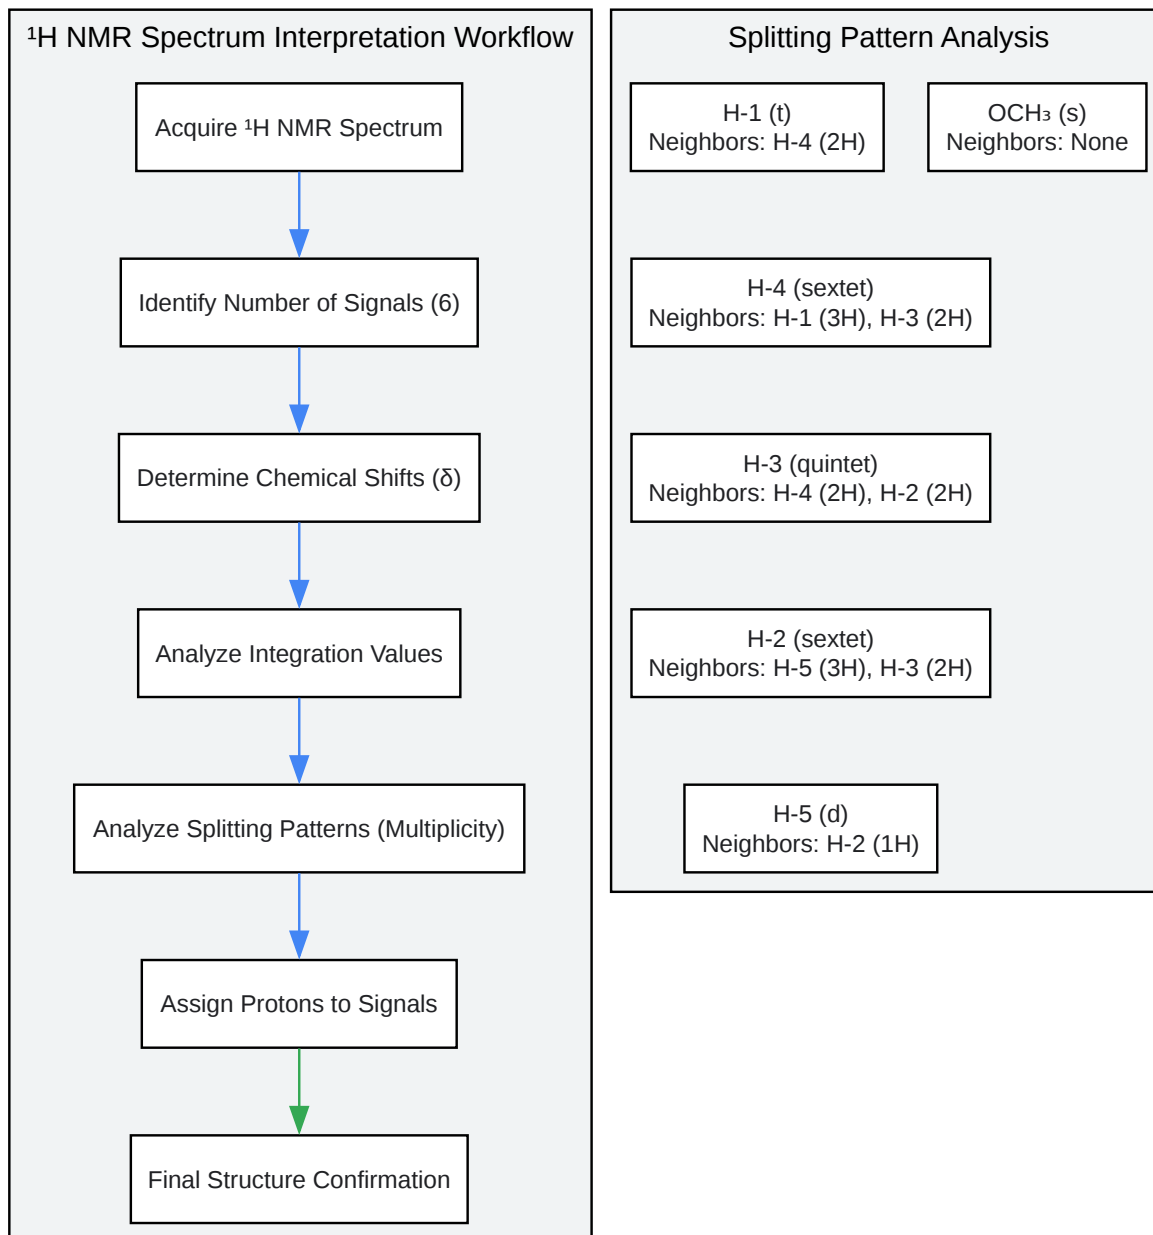 ¹H NMR Spectrum Interpretation Workflow
Acquire ¹H NMR Spectrum
Identify Number of Signals (6)
Determine Chemical Shifts (δ)
Analyze Integration Values
Analyze Splitting Patterns (Multiplicity)
Assign Protons to Signals
Final Structure Confirmation
Splitting Pattern Analysis
H-1 (t)
Neighbors: H-4 (2H)
OCH₃ (s)
Neighbors: None
H-4 (sextet)
Neighbors: H-1 (3H), H-3 (2H)
H-3 (quintet)
Neighbors: H-4 (2H), H-2 (2H)
H-2 (sextet)
Neighbors: H-5 (3H), H-3 (2H)
H-5 (d)
Neighbors: H-2 (1H)